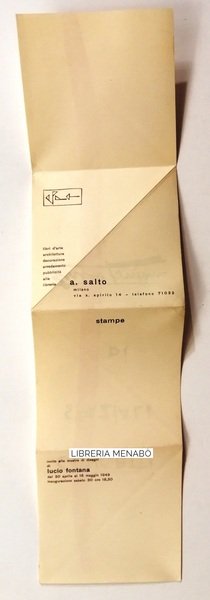 libri d'arte
architettura
decorazione
arredamento
pubblicità
alla
libreria
a. salto
milano
via s. spirito 14 - telefono 71093
stampe
LIBRERIA MENABÒ
invito alla mostra di disegni
di
lucio fontana
dal 30 aprile al 15 maggio 1949
inaugurazione sabato 30 ore 18,30